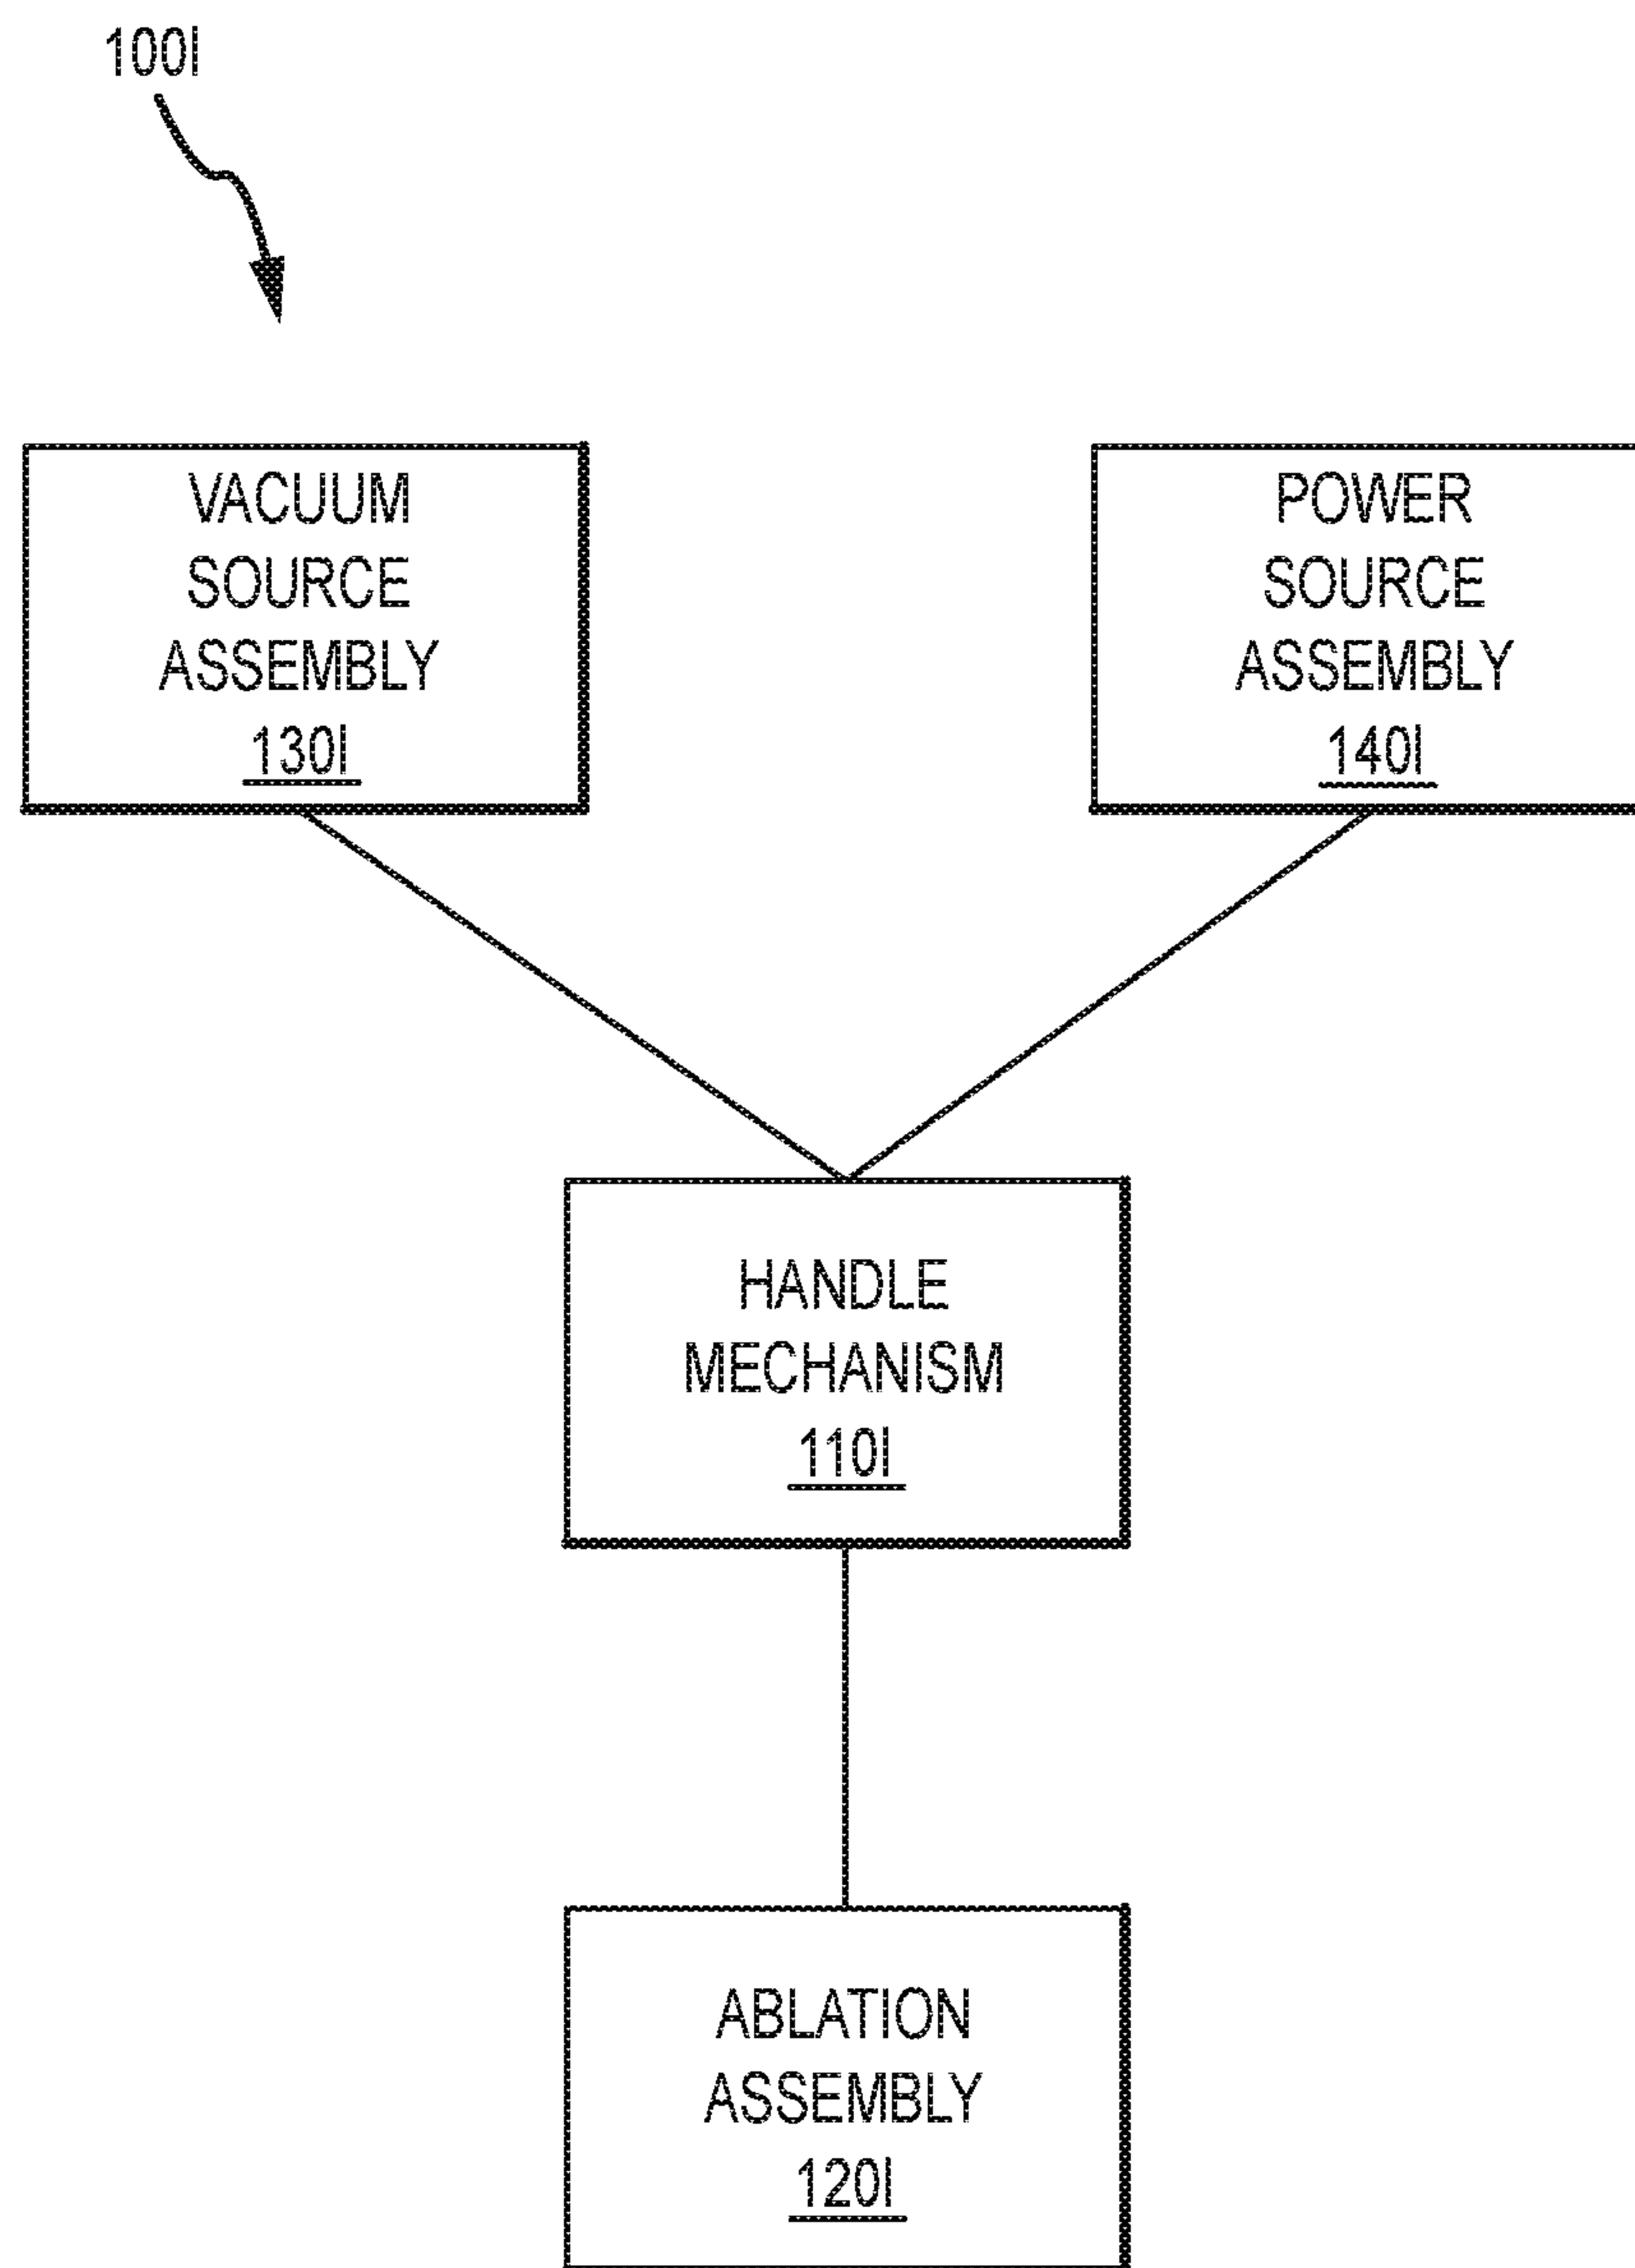 100I
VACUUM
SOURCE
ASSEMBLY
130I
POWER
SOURCE
ASSEMBLY
140I
HANDLE
MECHANISM
110I
ABLATION
ASSEMBLY
120I